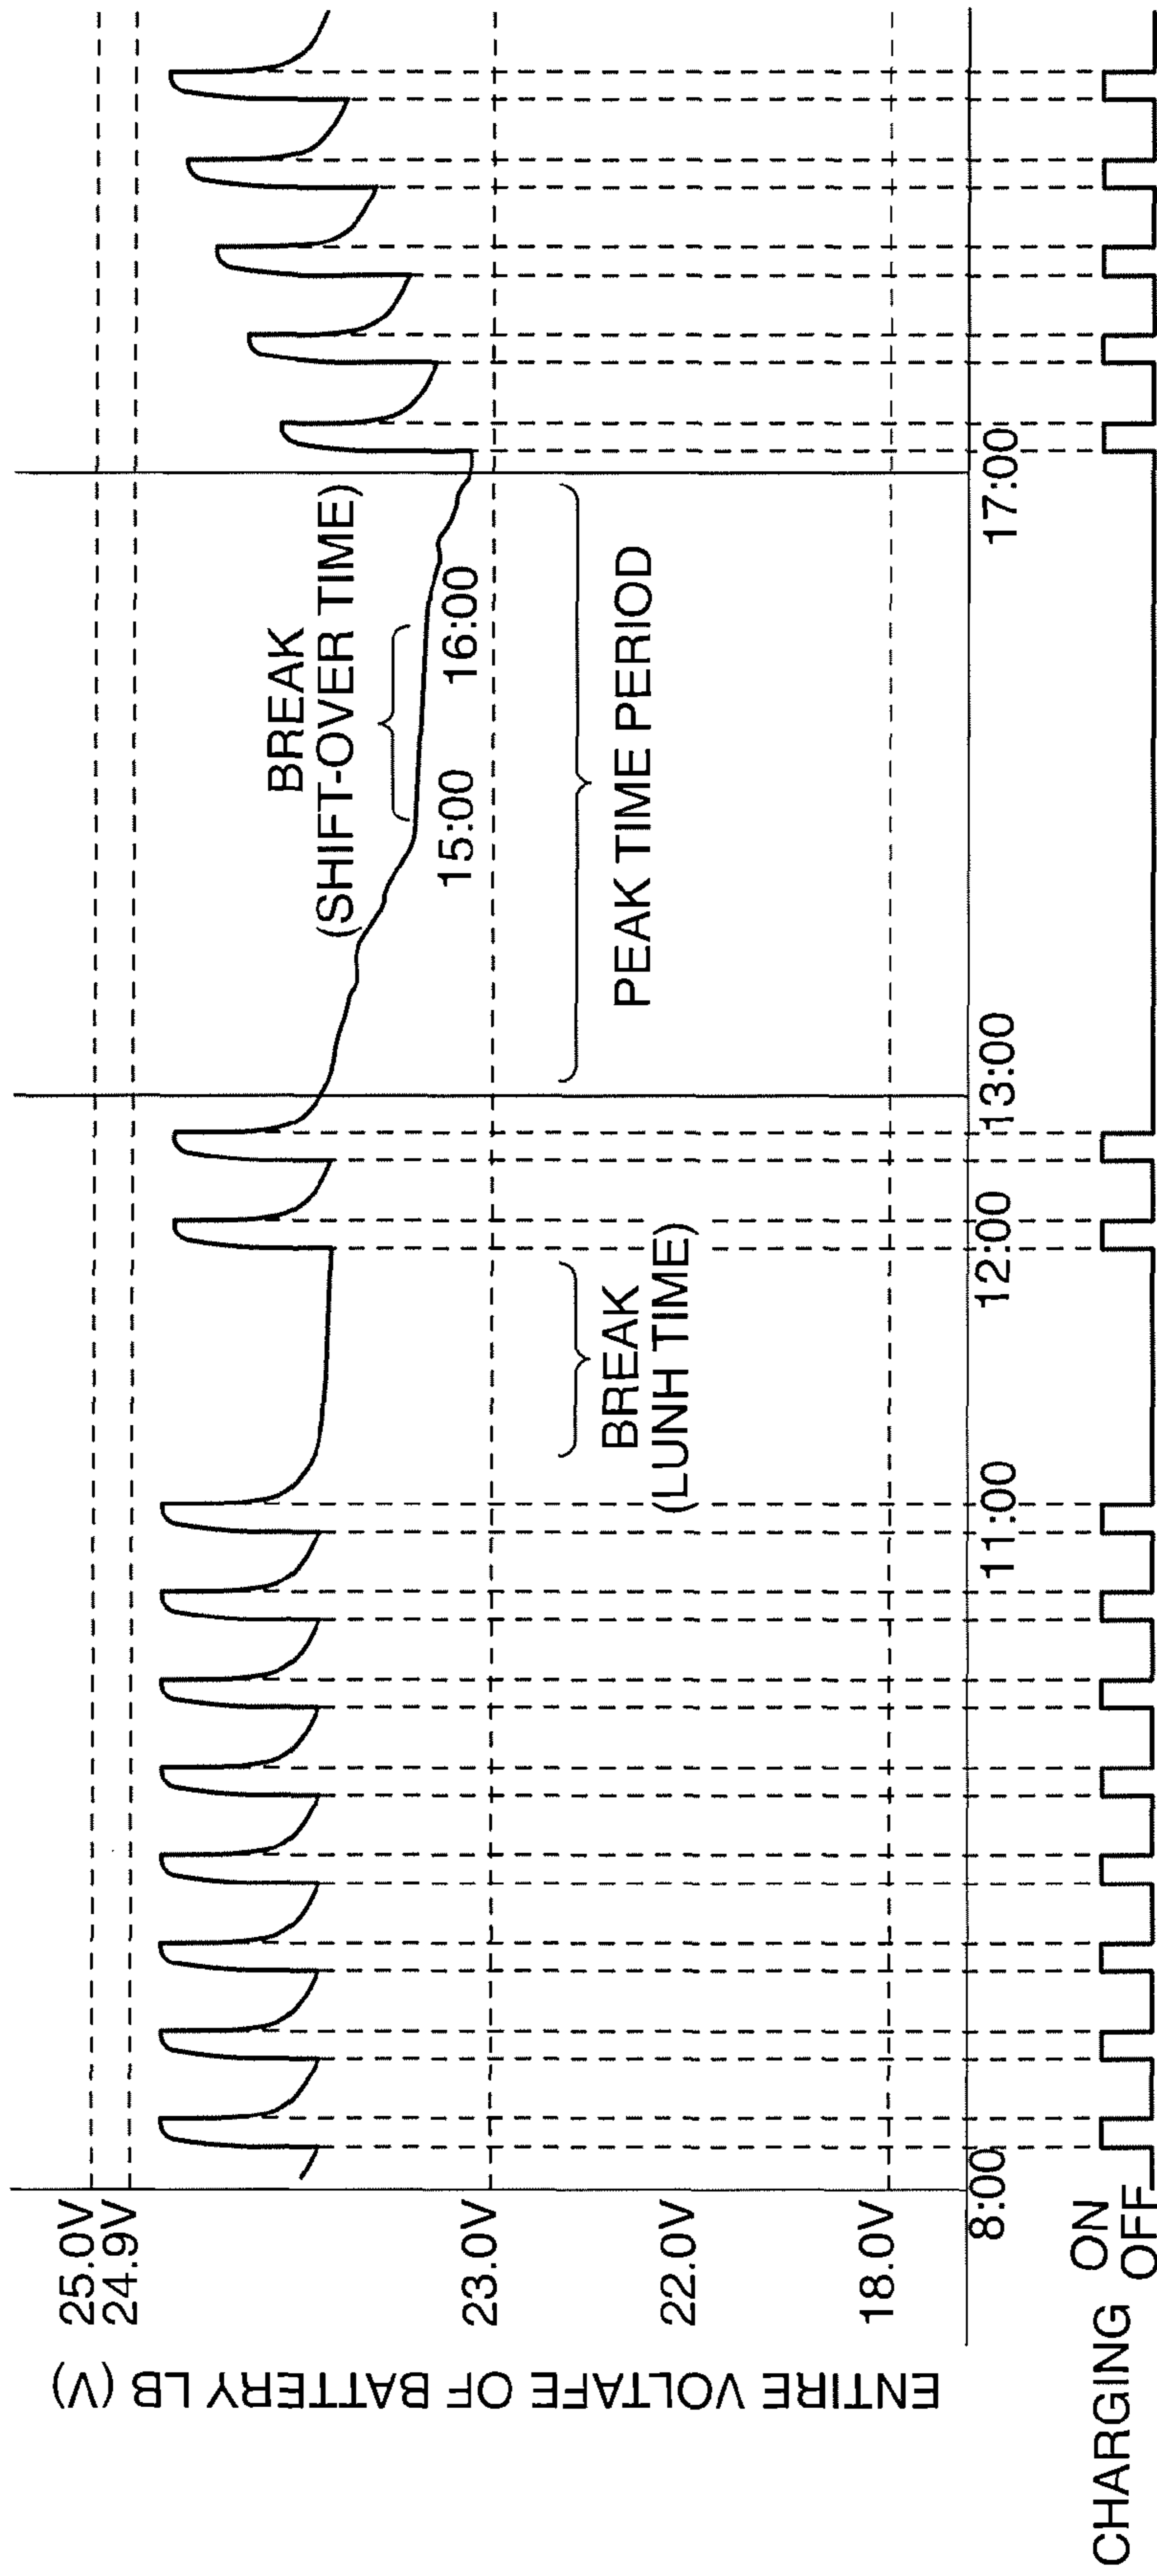 ENTIRE VOLTAFE OF BATTERY LB (V)
25.0V
24.9V
23.0V
22.0V
18.0V
BREAK
(SHIFT-OVER TIME)
15:00
16:00
PEAK TIME PERIOD
BREAK
(LUNH TIME)
8:00
11:00
12:00
13:00
17:00
CHARGING
ON
OFF